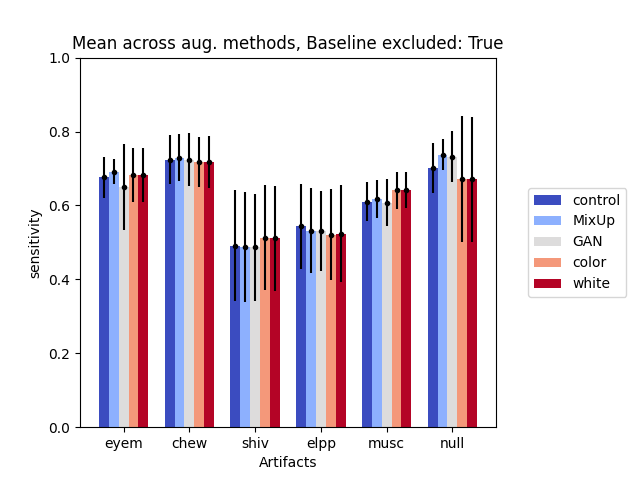 Mean across aug. methods, Baseline excluded: True
1.0
0.8
0.6
0.4
0.2
0.0
sensitivity
eyem chew shiv elpp musc null
Artifacts
control
MixUp
GAN
color
white